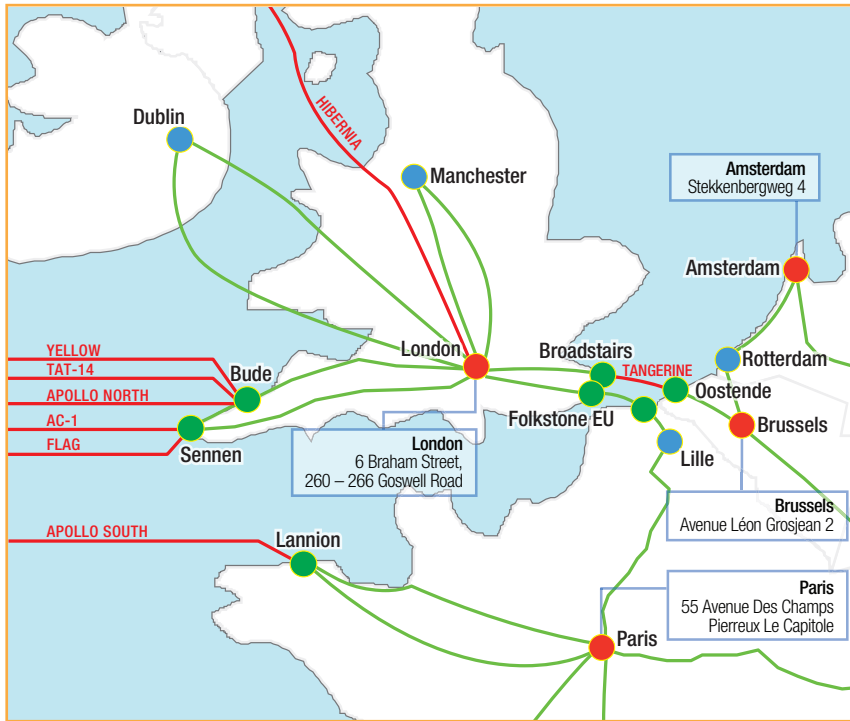 HIBERNIA
Dublin
Manchester
Amsterdam
Stekkenbergweg 4
Amsterdam
YELLOW
TAT-14
APOLLO NORTH
AC-1
FLAG
Bude
Sennen
London
Broadstairs
TANGERINE
Rotterdam
Oostende
Folkstone EU
Brussels
Lille
London
6 Braham Street,
260 – 266 Goswell Road
Brussels
Avenue Léon Grosjean 2
APOLLO SOUTH
Lannion
Paris
55 Avenue Des Champs
Pierreux Le Capitole
Paris